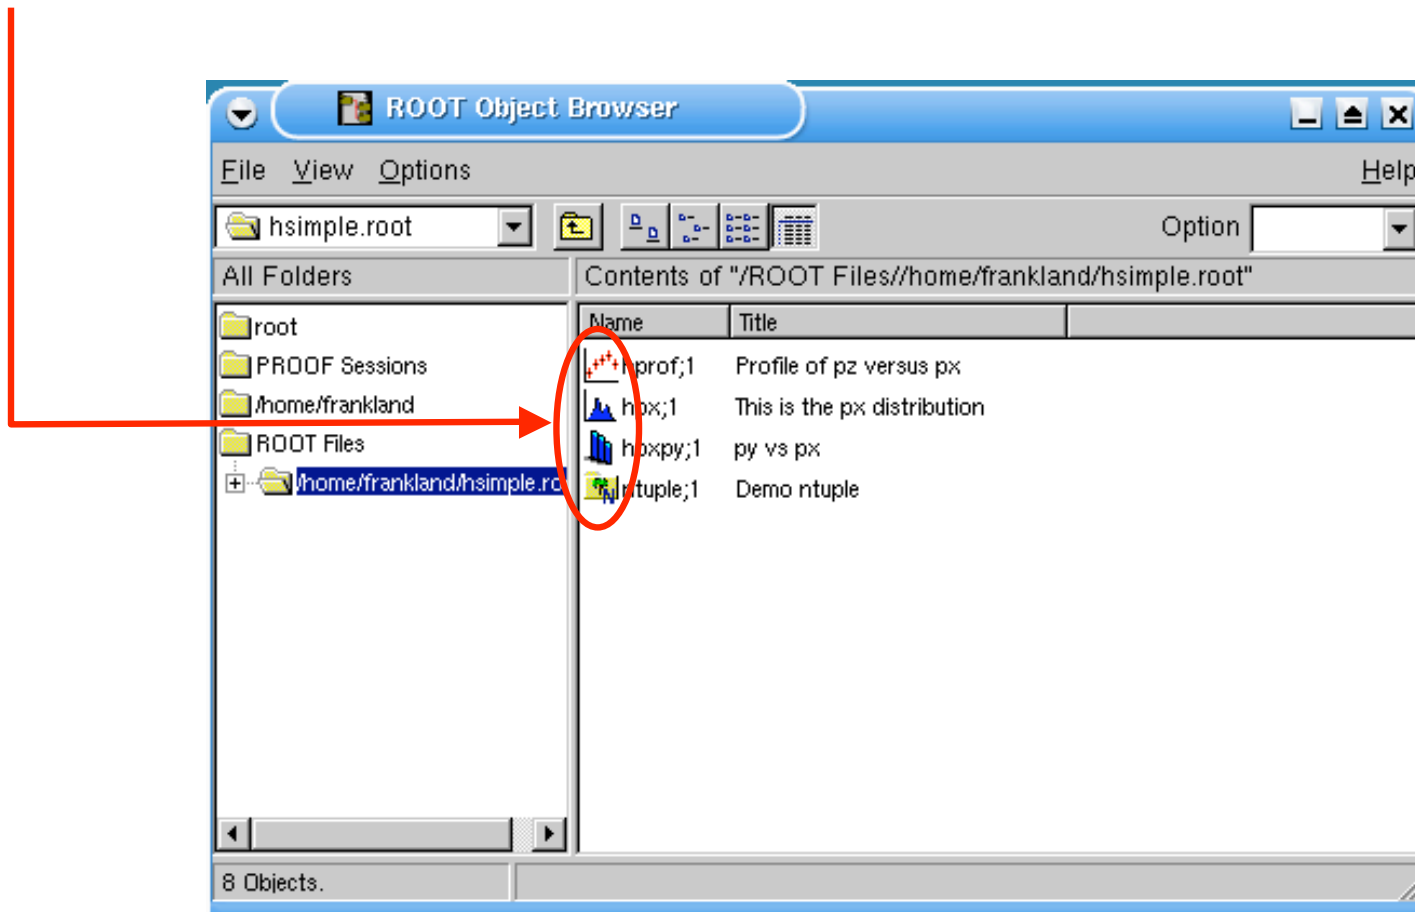 ROOT Object Browser
File View Options Help
hsimple.root Option
All Folders Contents of "/ROOT Files//home/frankland/hsimple.root"
Name Title
root
PROOF Sessions
/home/frankland
ROOT Files
/home/frankland/hsimple.ro
hprof;1 Profile of pz versus px
hpx;1 This is the px distribution
hpxpy;1 py vs px
ntuple;1 Demo ntuple
8 Objects.